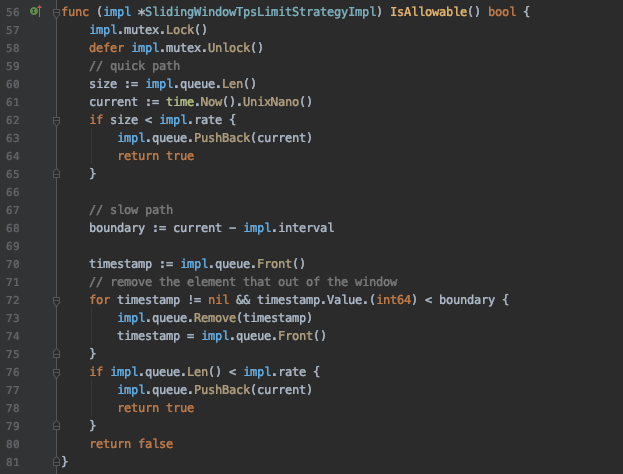 56 func (impl *SlidingWindowTpsLimitStrategyImpl) IsAllowable() bool {
57     impl.mutex.Lock()
58     defer impl.mutex.Unlock()
59     // quick path
60     size := impl.queue.Len()
61     current := time.Now().UnixNano()
62     if size < impl.rate {
63         impl.queue.PushBack(current)
64         return true
65     }
66
67     // slow path
68     boundary := current - impl.interval
69
70     timestamp := impl.queue.Front()
71     // remove the element that out of the window
72     for timestamp != nil && timestamp.Value.(int64) < boundary {
73         impl.queue.Remove(timestamp)
74         timestamp = impl.queue.Front()
75     }
76     if impl.queue.Len() < impl.rate {
77         impl.queue.PushBack(current)
78         return true
79     }
80     return false
81 }